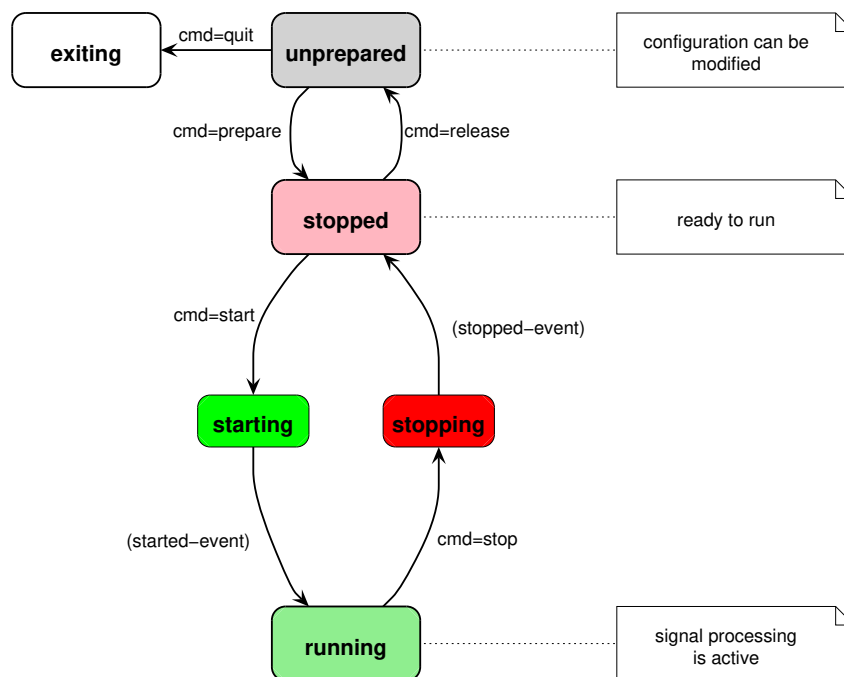 exiting
cmd=quit
unprepared
configuration can be
modified
cmd=prepare
cmd=release
stopped
ready to run
cmd=start
(stopped−event)
starting
stopping
(started−event)
cmd=stop
running
signal processing
is active